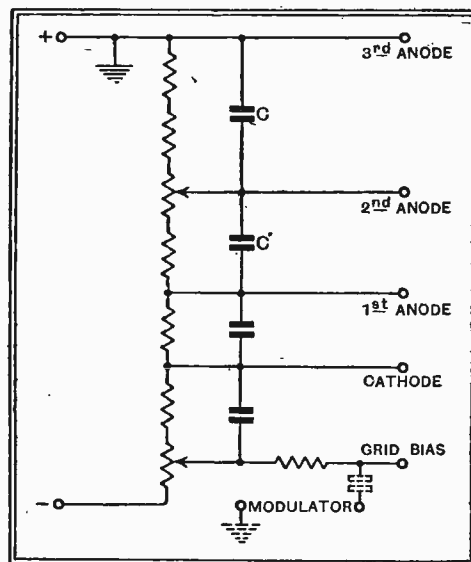 +
3rd ANODE
C
2nd ANODE
C
1st ANODE
CATHODE
GRID BIAS
-
MODULATOR